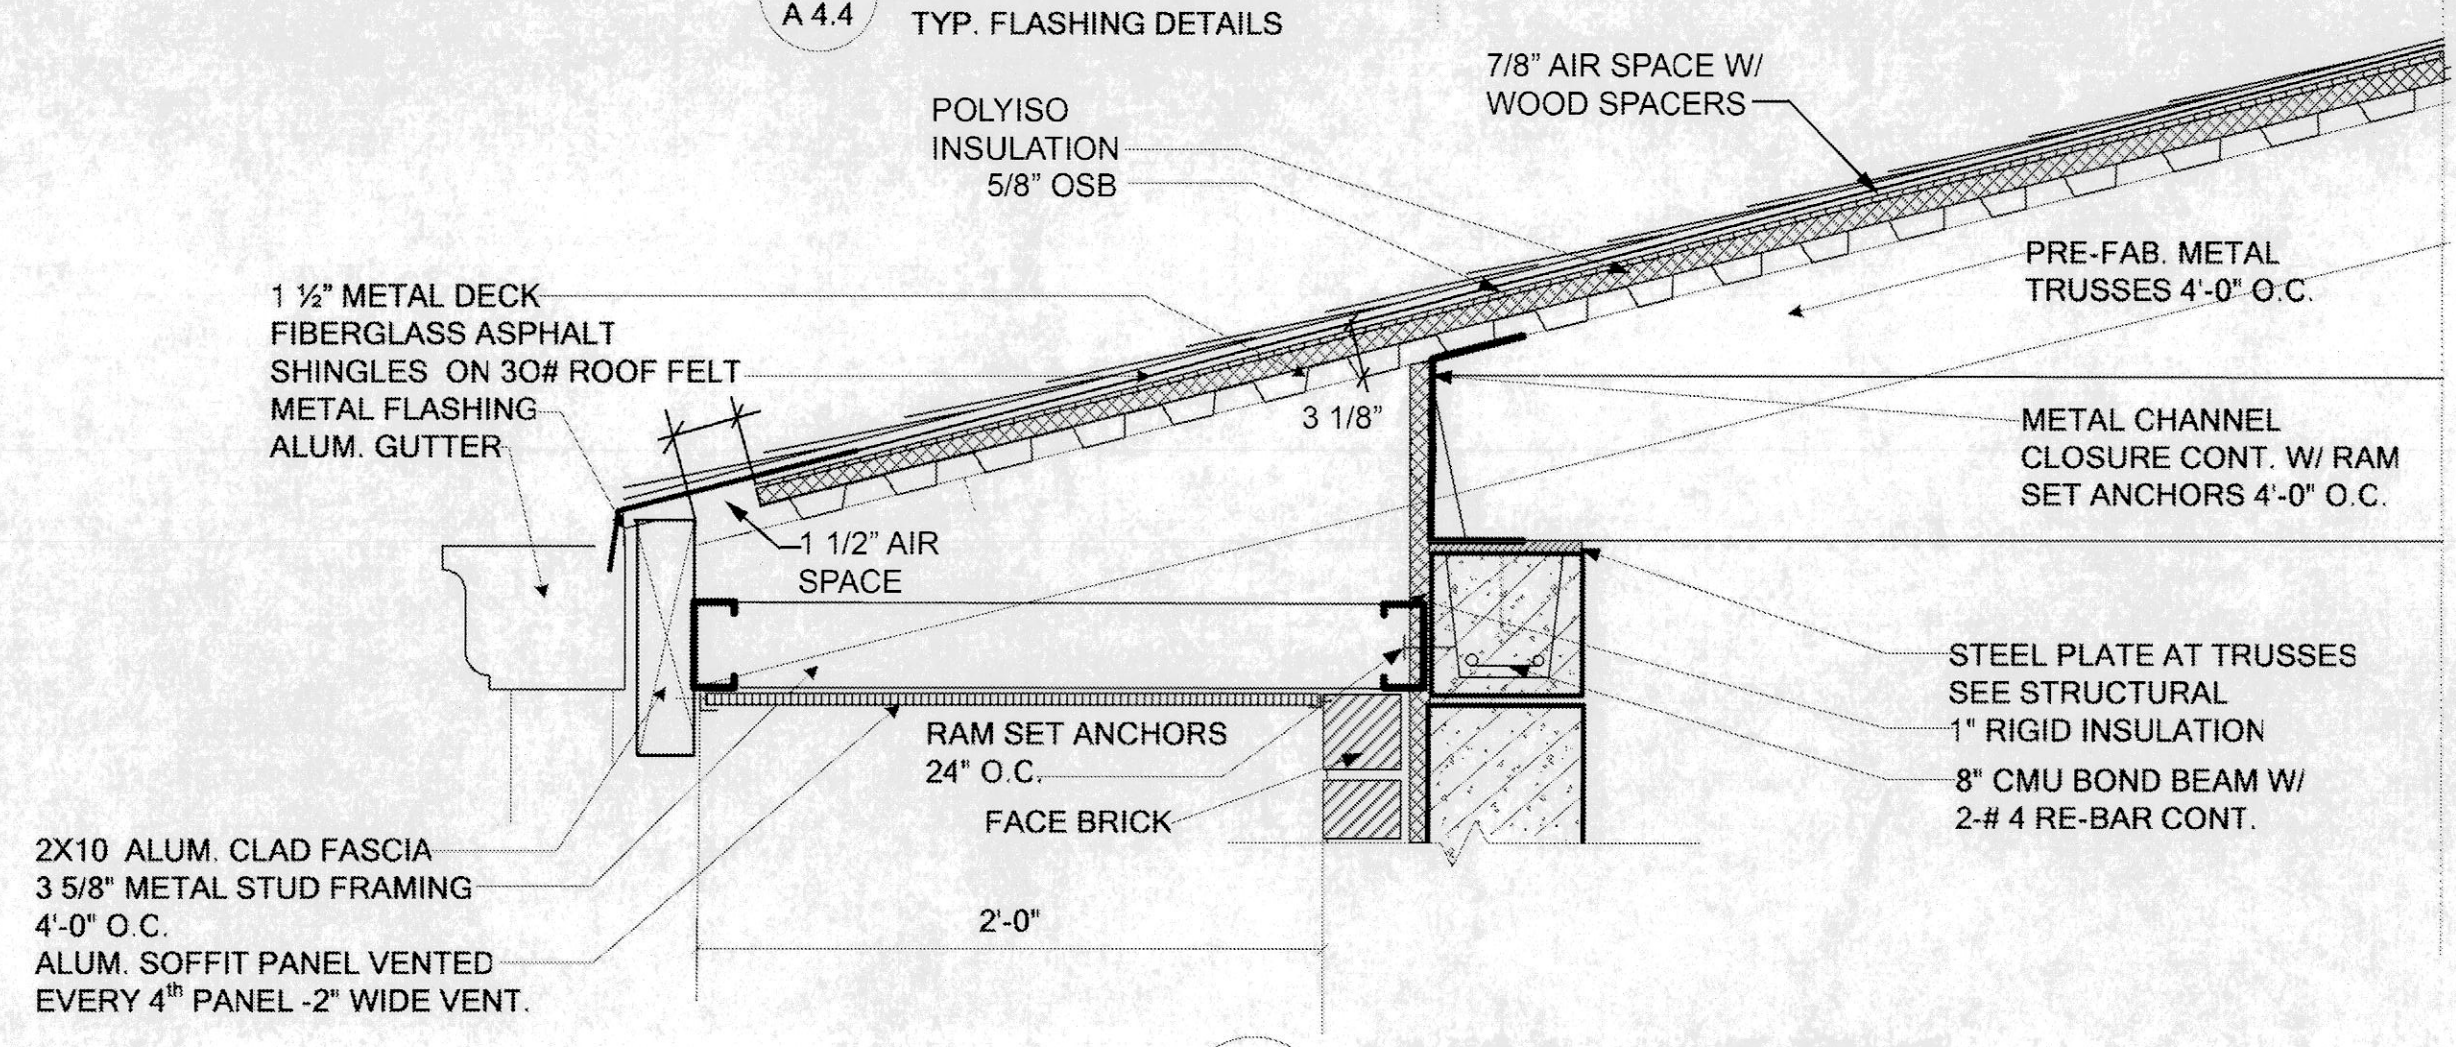 A 4.4
TYP. FLASHING DETAILS
7/8” AIR SPACE W/
WOOD SPACERS
POLYISO
INSULATION
5/8” OSB
PRE-FAB. METAL
TRUSSES 4'-0" O.C.
1 ½” METAL DECK
FIBERGLASS ASPHALT
SHINGLES ON 3O# ROOF FELT
METAL FLASHING
ALUM. GUTTER
3 1/8”
METAL CHANNEL
CLOSURE CONT. W/ RAM
SET ANCHORS 4'-0" O.C.
1 1/2” AIR
SPACE
STEEL PLATE AT TRUSSES
SEE STRUCTURAL
1" RIGID INSULATION
8" CMU BOND BEAM W/
2-# 4 RE-BAR CONT.
RAM SET ANCHORS
24" O.C.
FACE BRICK
2X10 ALUM. CLAD FASCIA
3 5/8" METAL STUD FRAMING
4'-0" O.C.
ALUM. SOFFIT PANEL VENTED
EVERY 4th PANEL -2" WIDE VENT.
2'-0"